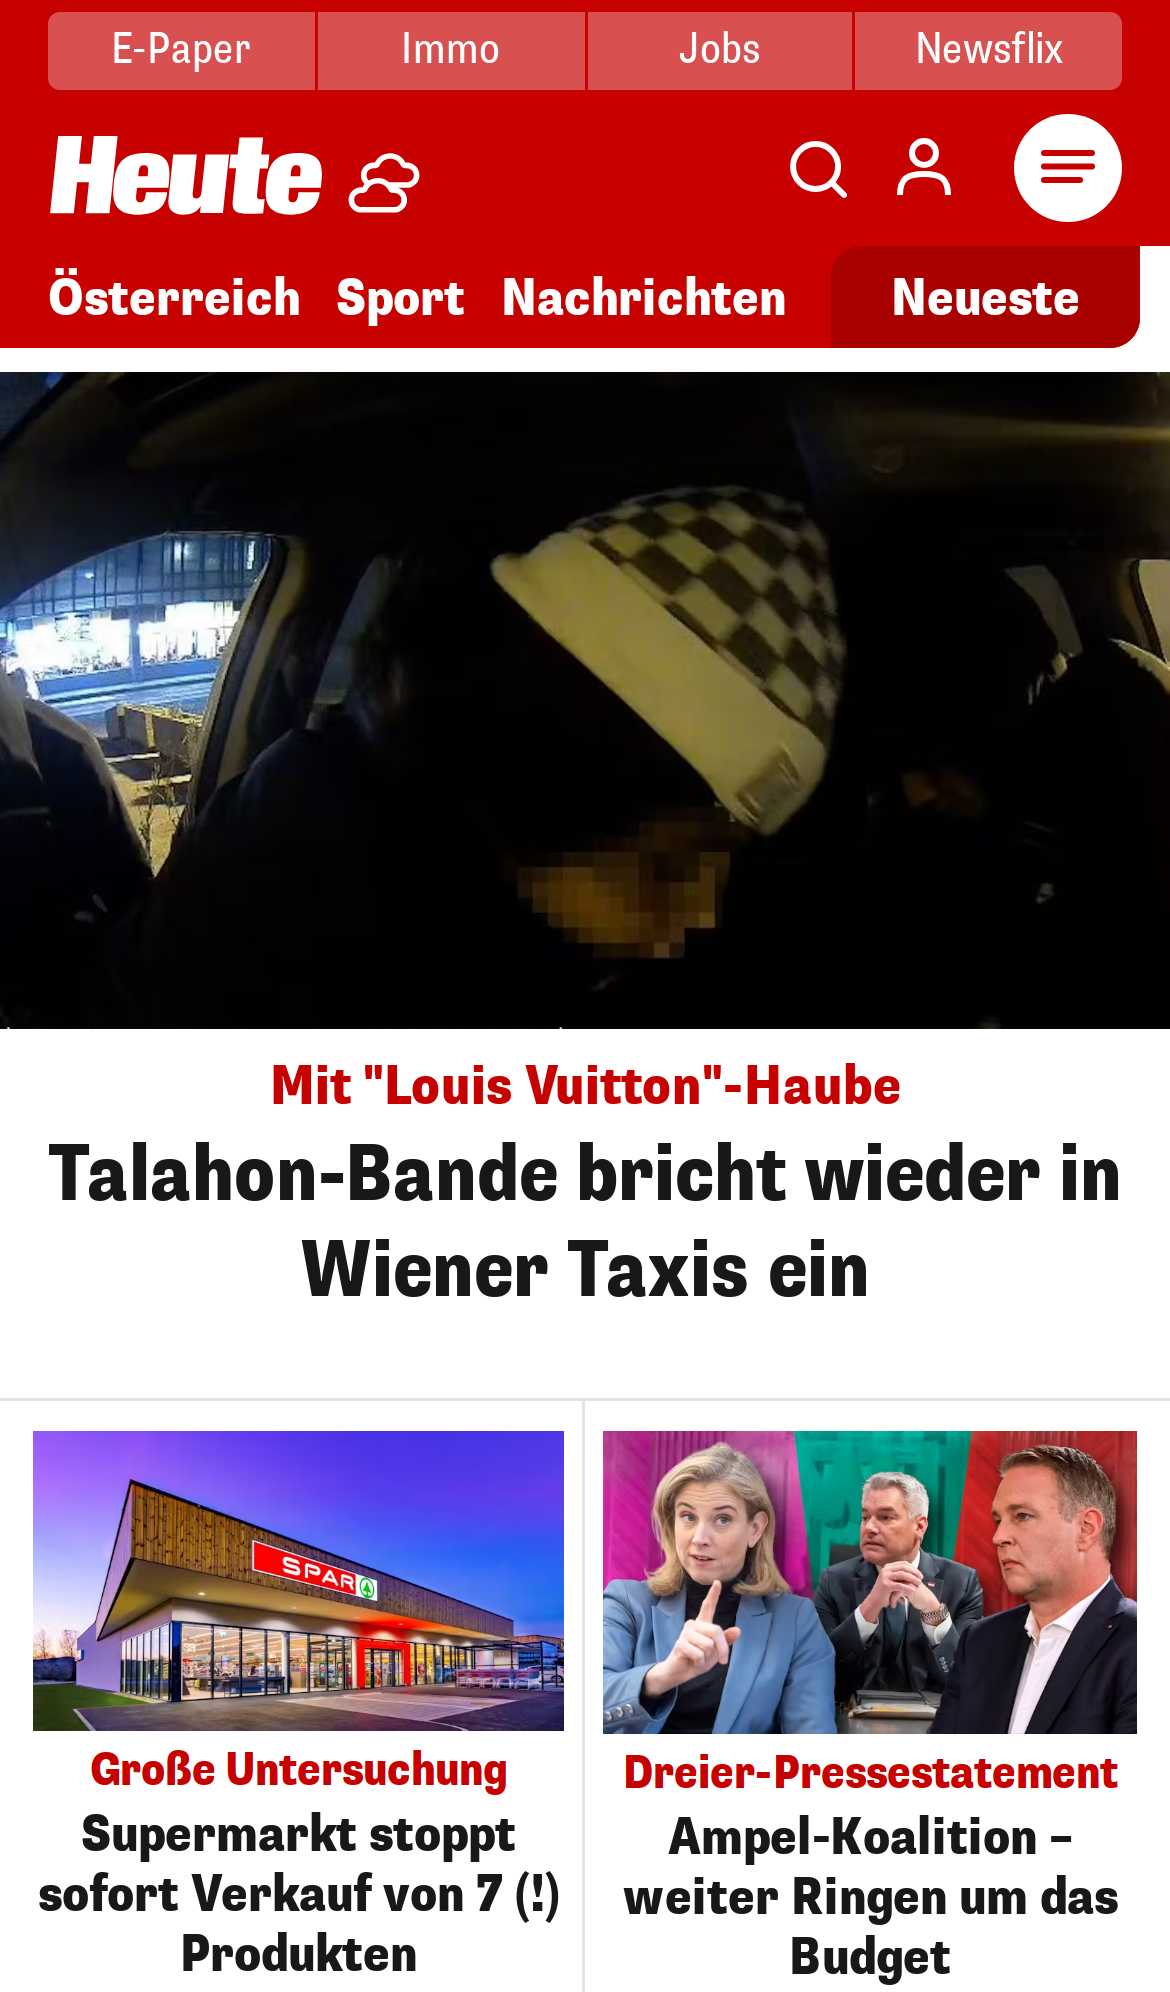 E-Paper
Immo
Jobs
Newsflix
Heute
Österreich
Sport
Nachrichten
Neueste
Mit "Louis Vuitton"-Haube
Talahon-Bande bricht wieder in
Wiener Taxis ein
SPAR
Große Untersuchung
Supermarkt stoppt
sofort Verkauf von 7 (!)
Produkten
Dreier-Pressestatement
Ampel-Koalition –
weiter Ringen um das
Budget